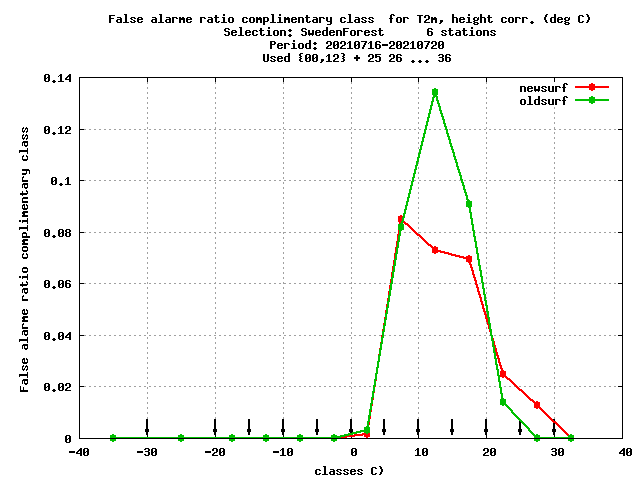 False alarme ratio complimentary class  for T2m, height corr. (deg C)
Selection: SwedenForest      6 stations
Period: 20210716-20210720
Used {00,12} + 25 26 ... 36
newsurf
oldsurf
False alarme ratio complimentary class
0.14
0.12
0.1
0.08
0.06
0.04
0.02
0
-40 -30 -20 -10 0 10 20 30 40
classes C)